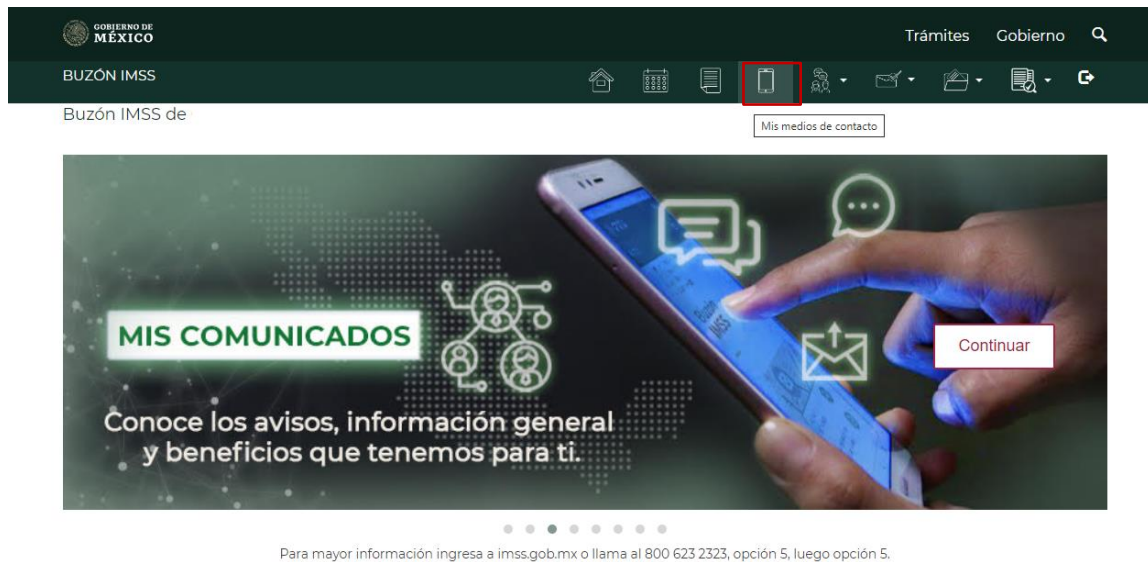 GOBIERNO DE
MÉXICO
Trámites Gobierno
BUZÓN IMSS
Buzón IMSS de
Mis medios de contacto
MIS COMUNICADOS
Buzón
IMSS
Continuar
Conoce los avisos, información general
y beneficios que tenemos para ti.
Para mayor información ingresa a imss.gob.mx o llama al 800 623 2323, opción 5, luego opción 5.